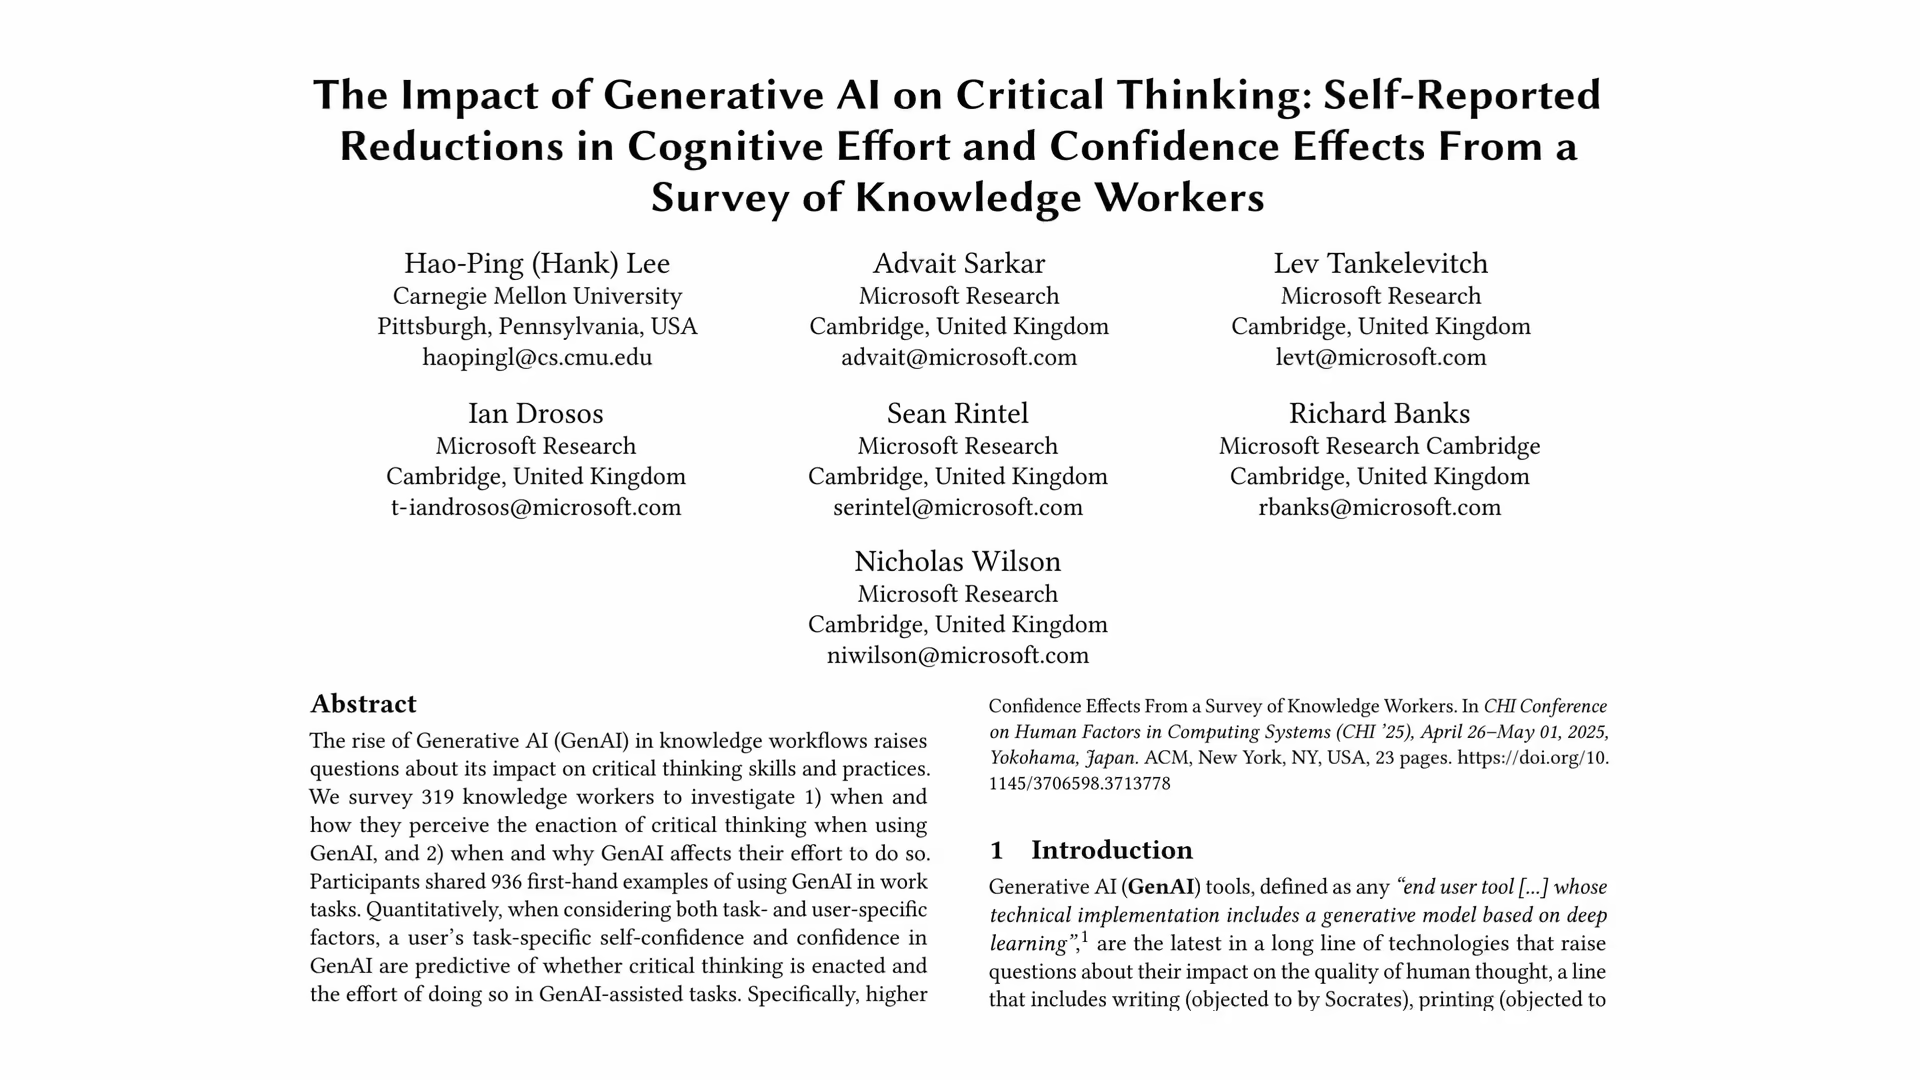 The Impact of Generative AI on Critical Thinking: Self-Reported
Reductions in Cognitive Effort and Confidence Effects From a
Survey of Knowledge Workers
Hao-Ping (Hank) Lee
Carnegie Mellon University
Pittsburgh, Pennsylvania, USA
haopingl@cs.cmu.edu
Advait Sarkar
Microsoft Research
Cambridge, United Kingdom
advait@microsoft.com
Lev Tankelevitch
Microsoft Research
Cambridge, United Kingdom
levt@microsoft.com
Ian Drosos
Microsoft Research
Cambridge, United Kingdom
t-iandrosos@microsoft.com
Sean Rintel
Microsoft Research
Cambridge, United Kingdom
serintel@microsoft.com
Richard Banks
Microsoft Research Cambridge
Cambridge, United Kingdom
rbanks@microsoft.com
Nicholas Wilson
Microsoft Research
Cambridge, United Kingdom
niwilson@microsoft.com
Abstract
The rise of Generative AI (GenAI) in knowledge workflows raises
questions about its impact on critical thinking skills and practices.
We survey 319 knowledge workers to investigate 1) when and
how they perceive the enaction of critical thinking when using
GenAI, and 2) when and why GenAI affects their effort to do so.
Participants shared 936 first-hand examples of using GenAI in work
tasks. Quantitatively, when considering both task- and user-specific
factors, a user's task-specific self-confidence and confidence in
GenAI are predictive of whether critical thinking is enacted and
the effort of doing so in GenAI-assisted tasks. Specifically, higher
Confidence Effects From a Survey of Knowledge Workers. In CHI Conference
on Human Factors in Computing Systems (CHI '25), April 26–May 01, 2025,
Yokohama, Japan. ACM, New York, NY, USA, 23 pages. https://doi.org/10.
1145/3706598.3713778
1 Introduction
Generative AI (GenAI) tools, defined as any "end user tool [...] whose
technical implementation includes a generative model based on deep
learning",1 are the latest in a long line of technologies that raise
questions about their impact on the quality of human thought, a line
that includes writing (objected to by Socrates), printing (objected to